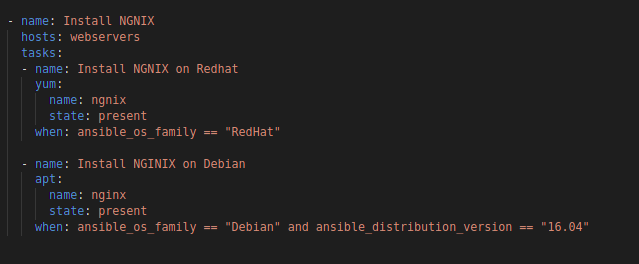 - name: Install NGNIX
  hosts: webservers
  tasks:
  - name: Install NGNIX on Redhat
    yum:
      name: ngnix
      state: present
    when: ansible_os_family == "RedHat"
  - name: Install NGINIX on Debian
    apt:
      name: nginx
      state: present
    when: ansible_os_family == "Debian" and ansible_distribution_version == "16.04"